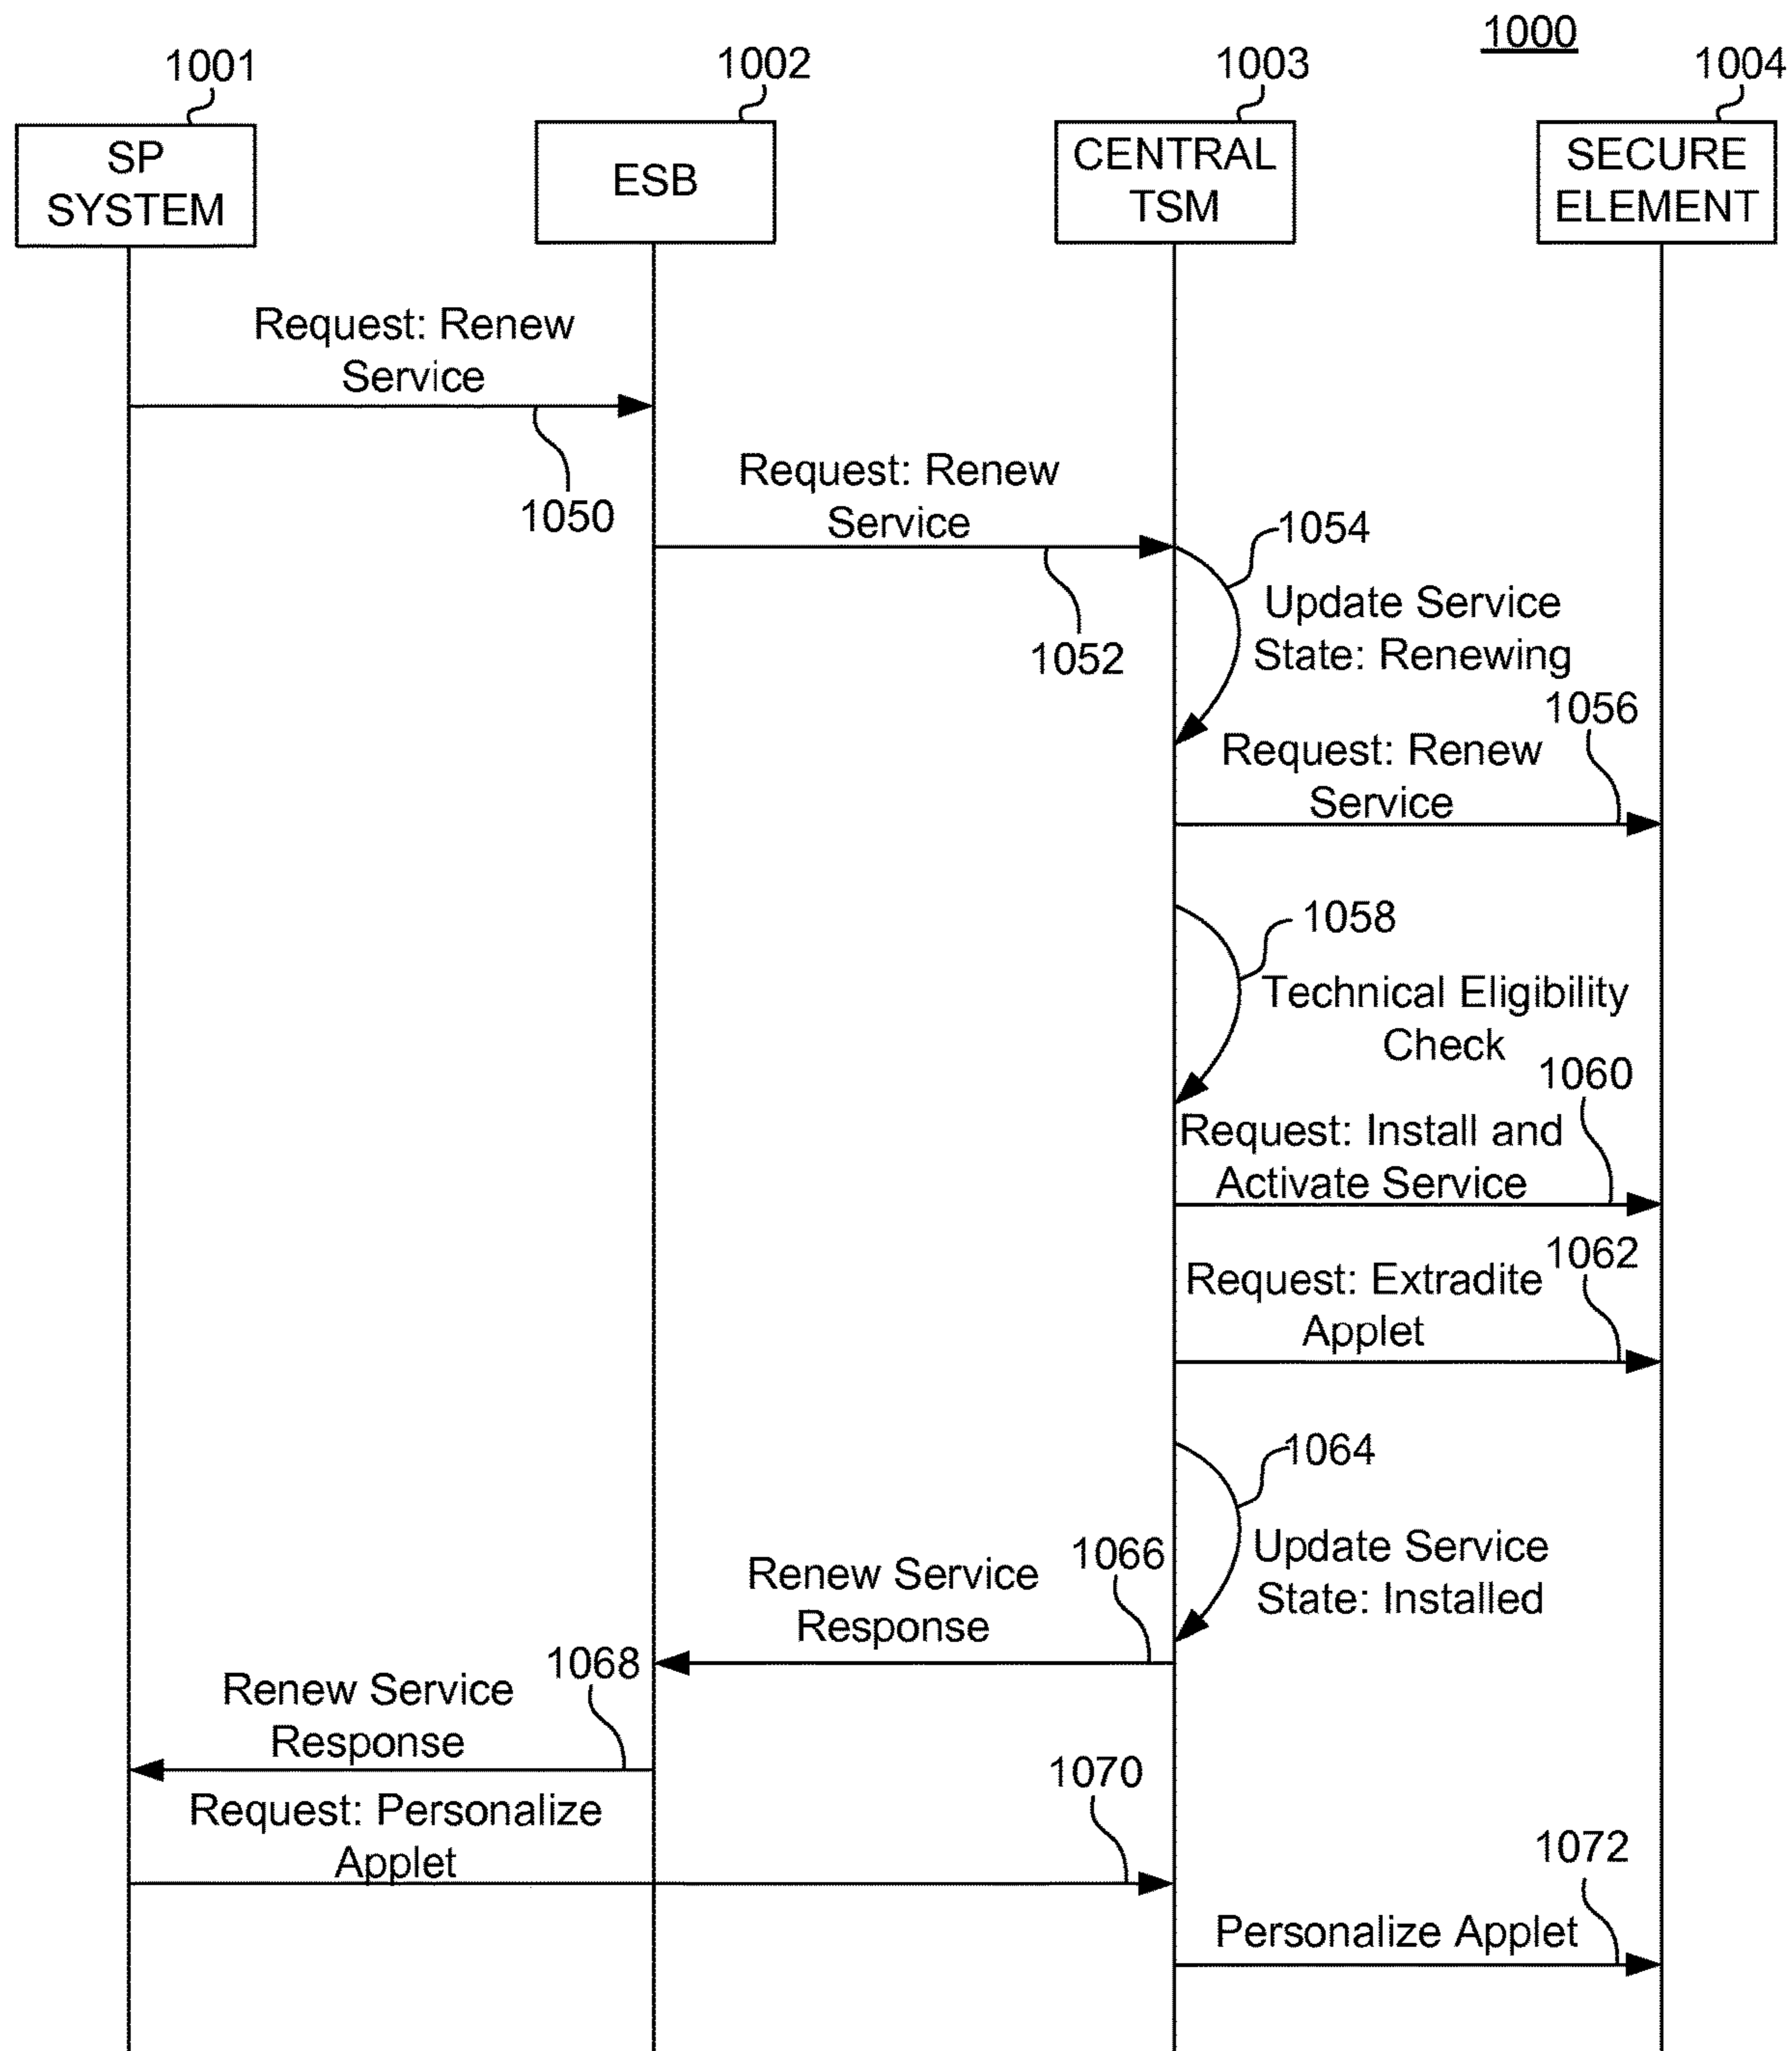 1000
1001
1002
1003
1004
SP
SYSTEM
ESB
CENTRAL
TSM
SECURE
ELEMENT
Request: Renew
Service
1050
Request: Renew
Service
1052
1054
Update Service
State: Renewing
1056
Request: Renew
Service
1058
Technical Eligibility
Check
1060
Request: Install and
Activate Service
1062
Request: Extradite
Applet
1064
Update Service
State: Installed
1066
Renew Service
Response
1068
Renew Service
Response
1070
Request: Personalize
Applet
1072
Personalize Applet